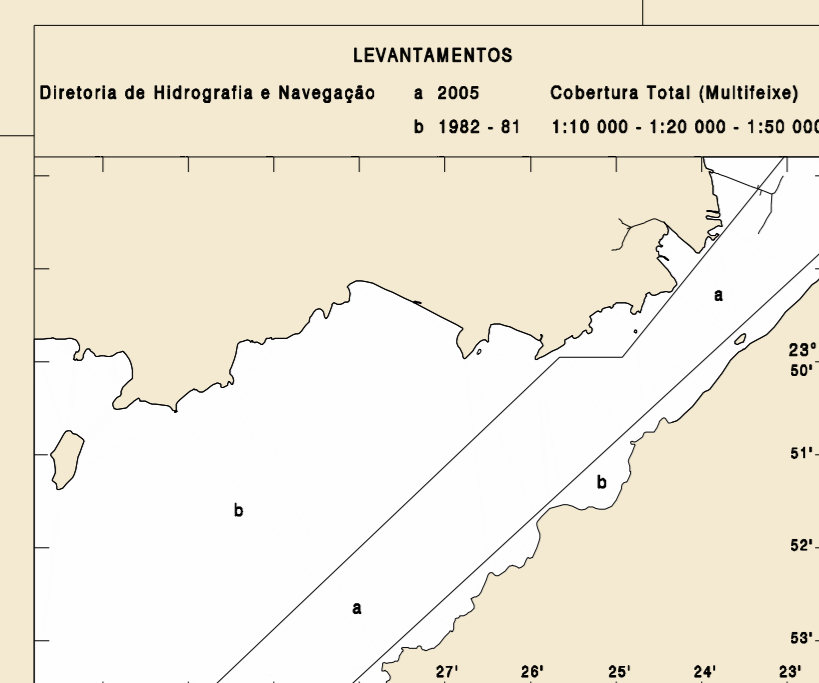 LEVANTAMENTOS
Diretoria de Hidrografia e Navegação a 2005 Cobertura Total (Multifeixe)
b 1982 - 81 1:10 000 - 1:20 000 - 1:50 000
a
23°
50'
51'
b
b
52'
a
53'
27' 26' 25' 24' 23'